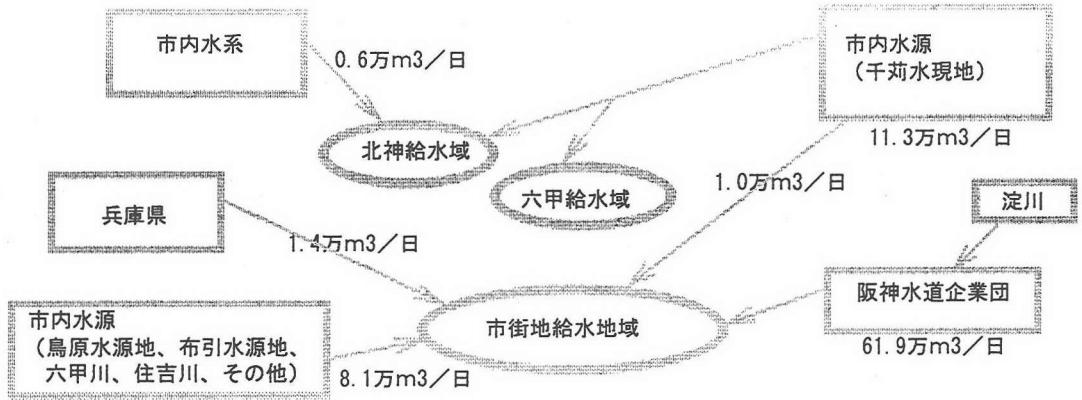 市内水系
0.6万m3／日
市内水源
（千苅水現地）
11.3万m3／日
北神給水域
六甲給水域
1.0万m3／日
淀川
兵庫県
1.4万m3／日
阪神水道企業団
61.9万m3／日
市街地給水地域
市内水源
（鳥原水源地、布引水源地、
六甲川、住吉川、その他）
8.1万m3／日